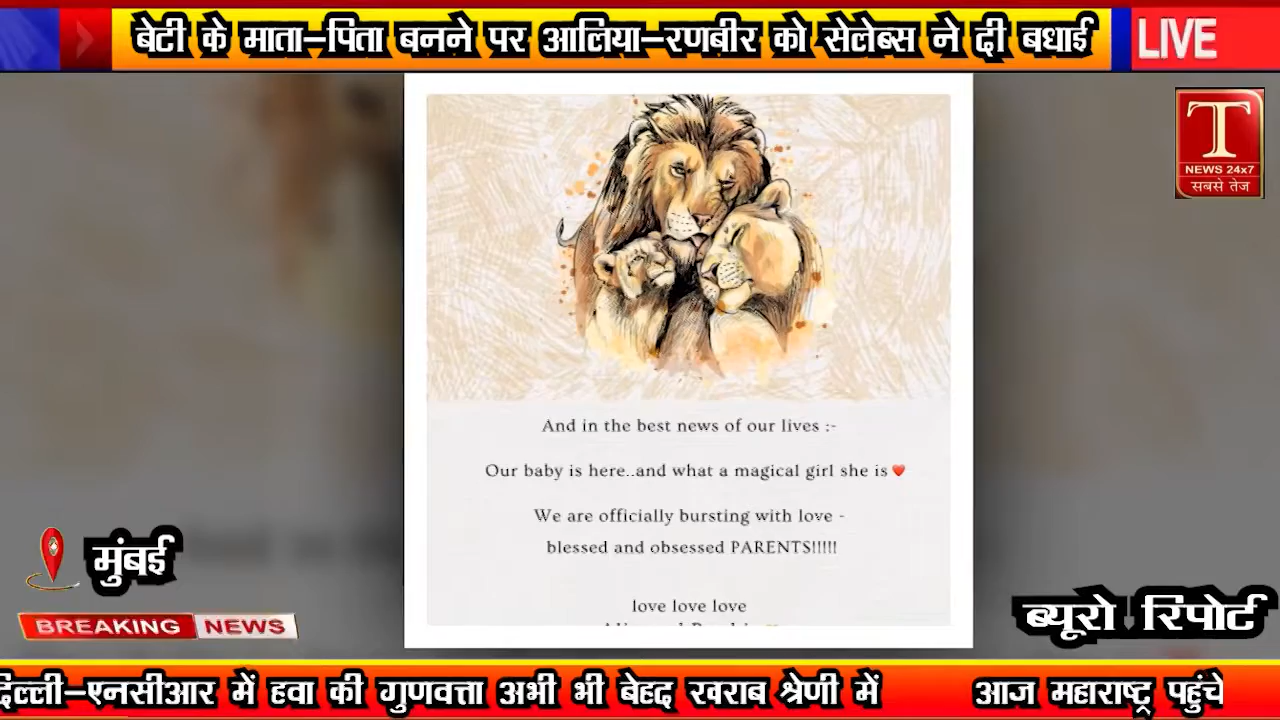 बेटी के माता-पिता बनने पर आलिया-रणबीर को सेलेब्स ने दी बधाई
LIVE
T
NEWS 24x7
सबसे तेज
And in the best news of our lives :-
Our baby is here..and what a magical girl she is❤️
We are officially bursting with love -
blessed and obsessed PARENTS!!!!!
love love love
मुंबई
BREAKING NEWS
ब्यूरो रिपोर्ट
दिल्ली-एनसीआर में हवा की गुणवत्ता अभी भी बेहद खराब श्रेणी में आज महाराष्ट्र पहुंचे